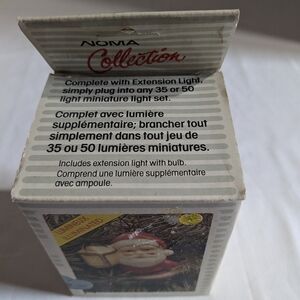 NOMA
Collection
Complete with Extension Light,
simply plug into any 35 or 50
light miniature light set.
Complet avec lumière
supplémentaire; brancher tout
simplement dans tout jeu de
35 ou 50 lumières miniatures.
Includes extension light with bulb.
Comprend une lumière supplémentaire
avec ampoule.